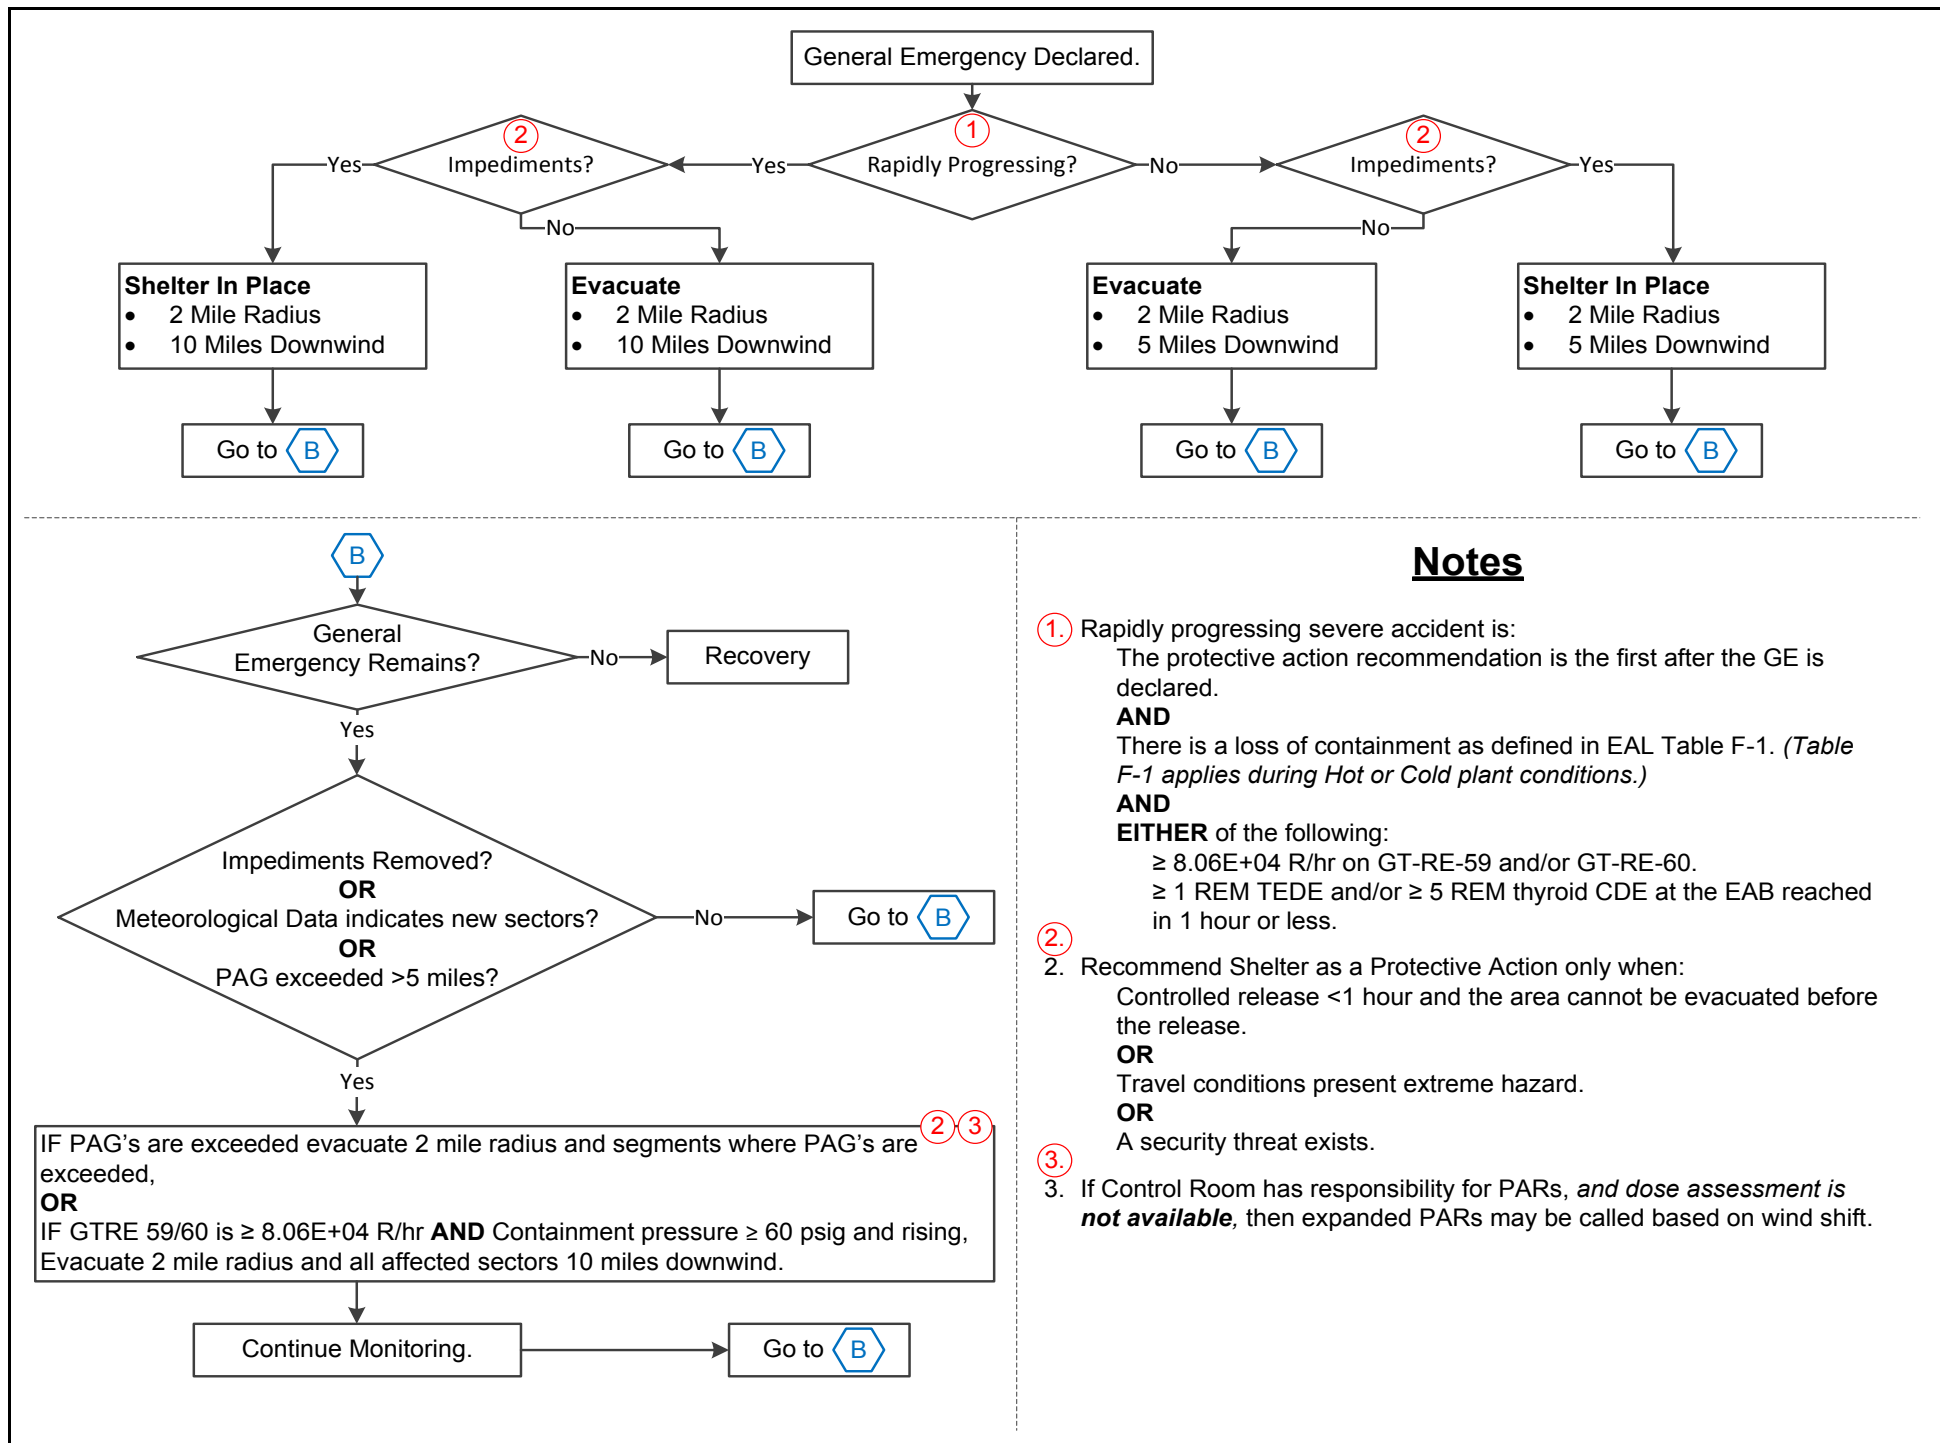 General Emergency Declared.
2
Impediments?
1
Rapidly Progressing?
2
Impediments?
Yes
Yes
No
Yes
No
No
Shelter In Place
• 2 Mile Radius
• 10 Miles Downwind
Evacuate
• 2 Mile Radius
• 10 Miles Downwind
Evacuate
• 2 Mile Radius
• 5 Miles Downwind
Shelter In Place
• 2 Mile Radius
• 5 Miles Downwind
Go to B
Go to B
Go to B
Go to B
B
General
Emergency Remains?
No
Recovery
Yes
Impediments Removed?
OR
Meteorological Data indicates new sectors?
OR
PAG exceeded >5 miles?
No
Go to B
Yes
2 3
IF PAG’s are exceeded evacuate 2 mile radius and segments where PAG’s are
exceeded,
OR
IF GTRE 59/60 is ≥ 8.06E+04 R/hr AND Containment pressure ≥ 60 psig and rising,
Evacuate 2 mile radius and all affected sectors 10 miles downwind.
Continue Monitoring.
Go to B
Notes
1. Rapidly progressing severe accident is:
The protective action recommendation is the first after the GE is
declared.
AND
There is a loss of containment as defined in EAL Table F-1. (Table
F-1 applies during Hot or Cold plant conditions.)
AND
EITHER of the following:
≥ 8.06E+04 R/hr on GT-RE-59 and/or GT-RE-60.
≥ 1 REM TEDE and/or ≥ 5 REM thyroid CDE at the EAB reached
in 1 hour or less.
2.
2. Recommend Shelter as a Protective Action only when:
Controlled release <1 hour and the area cannot be evacuated before
the release.
OR
Travel conditions present extreme hazard.
OR
A security threat exists.
3.
3. If Control Room has responsibility for PARs, and dose assessment is
not available, then expanded PARs may be called based on wind shift.